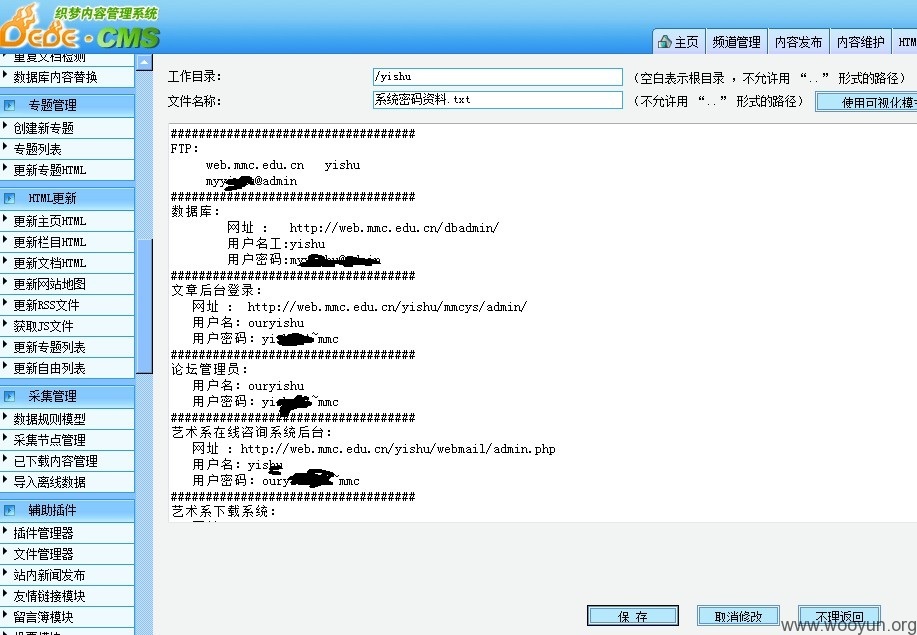 织梦内容管理系统
DEDE·CMS
主页 频道管理 内容发布 内容维护
重复文档检测
数据库内容替换
专题管理
创建新专题
专题列表
更新专题HTML
HTML更新
更新主页HTML
更新栏目HTML
更新文档HTML
更新网站地图
更新RSS文件
获取JS文件
更新专题列表
更新自由列表
采集管理
数据规则模型
采集节点管理
已下载内容管理
导入离线数据
辅助插件
插件管理器
文件管理器
站内新闻发布
友情链接模块
留言簿模块
工作目录: /yishu (空白表示根目录 ,不允许用 “..” 形式的路径)
文件名称: 系统密码资料.txt (不允许用 “..” 形式的路径) 使用可视化模
###################################
FTP:
web.mmc.edu.cn yishu
@admin
###################################
数据库:
网址 : http://web.mmc.edu.cn/dbadmin/
用户名工:yishu
用户密码:
###################################
文章后台登录:
网址 : http://web.mmc.edu.cn/yishu/mmcys/admin/
用户名: ouryishu
用户密码: yi ~mmc
###################################
论坛管理员:
用户名: ouryishu
用户密码: yi ~mmc
###################################
艺术系在线咨询系统后台:
网址 : http://web.mmc.edu.cn/yishu/webmail/admin.php
用户名: yishu
用户密码: oury ~mmc
###################################
艺术系下载系统:
保 存 取消修改 不理返回
www.wooyun.org